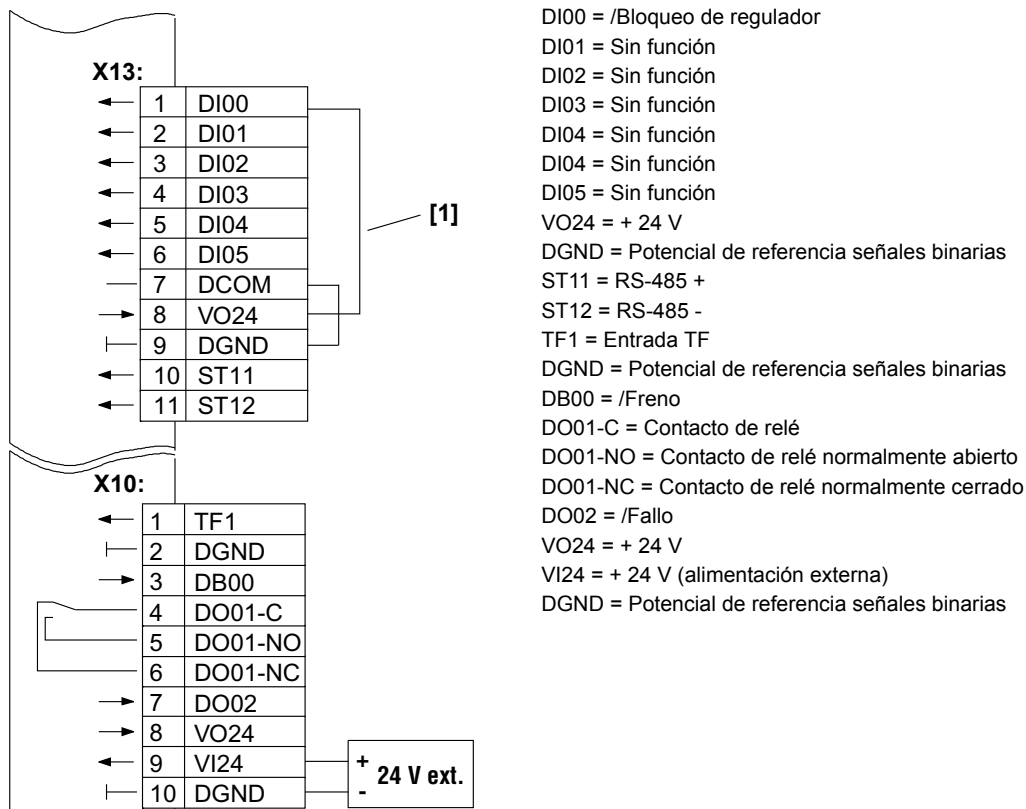 X13:
1 DI00
2 DI01
3 DI02
4 DI03
5 DI04
6 DI05
7 DCOM
8 VO24
9 DGND
10 ST11
11 ST12
[1]
X10:
1 TF1
2 DGND
3 DB00
4 DO01-C
5 DO01-NO
6 DO01-NC
7 DO02
8 VO24
9 VI24
10 DGND
+
24 V ext.
-
DI00 = /Bloqueo de regulador
DI01 = Sin función
DI02 = Sin función
DI03 = Sin función
DI04 = Sin función
DI04 = Sin función
DI05 = Sin función
VO24 = + 24 V
DGND = Potencial de referencia señales binarias
ST11 = RS-485 +
ST12 = RS-485 -
TF1 = Entrada TF
DGND = Potencial de referencia señales binarias
DB00 = /Freno
DO01-C = Contacto de relé
DO01-NO = Contacto de relé normalmente abierto
DO01-NC = Contacto de relé normalmente cerrado
DO02 = /Fallo
VO24 = + 24 V
VI24 = + 24 V (alimentación externa)
DGND = Potencial de referencia señales binarias